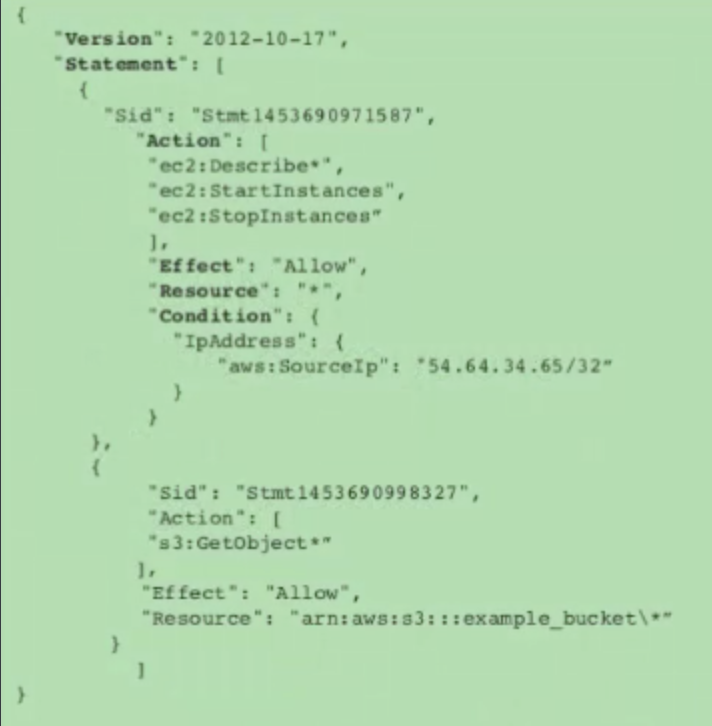 {
"Version": "2012-10-17",
"Statement": [
{
"Sid": "Stmt1453690971587",
"Action": [
"ec2:Describe*",
"ec2:StartInstances",
"ec2:StopInstances"
],
"Effect": "Allow",
"Resource": "*",
"Condition": {
"IpAddress": {
"aws:SourceIp": "54.64.34.65/32"
}
}
},
{
"Sid": "Stmt1453690998327",
"Action": [
"s3:GetObject*"
],
"Effect": "Allow",
"Resource": "arn:aws:s3:::example_bucket\*"
}
]
}